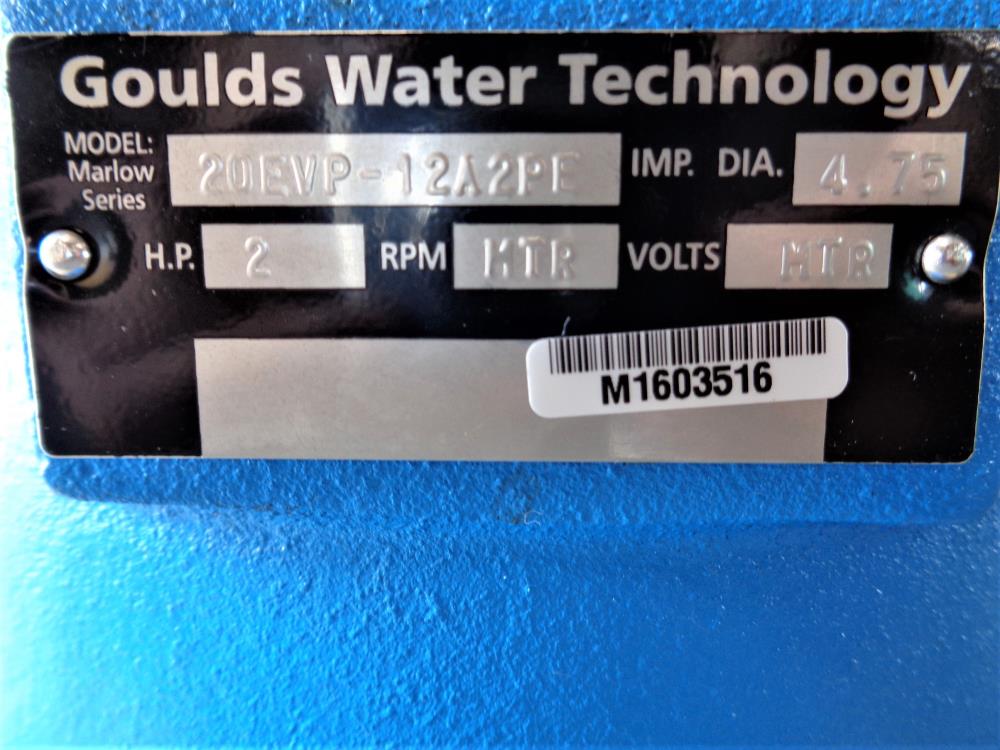 Goulds Water Technology
MODEL: Marlow Series 20EVP-12A2PE IMP. DIA. 4.75
H.P. 2 RPM MTR VOLTS MTR
M1603516